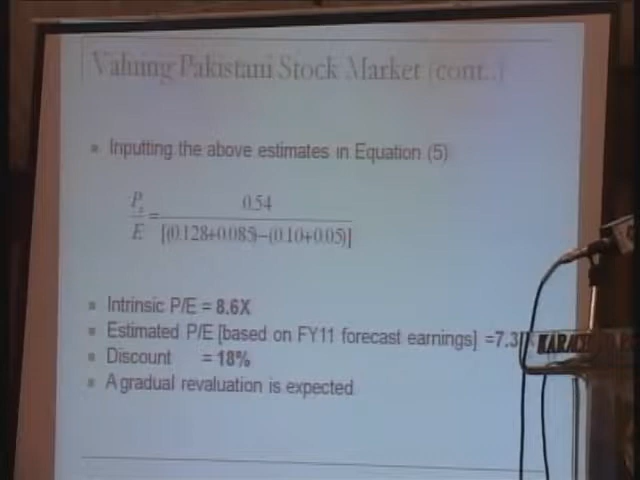 Valuing Pakistani Stock Market (cont..)
Inputting the above estimates in Equation (5)
P / E = 0.54 / [(0.128+0.085)−(0.10+0.05)]
Intrinsic P/E = 8.6X
Estimated P/E [based on FY11 forecast earnings] =7.3
Discount = 18%
A gradual revaluation is expected